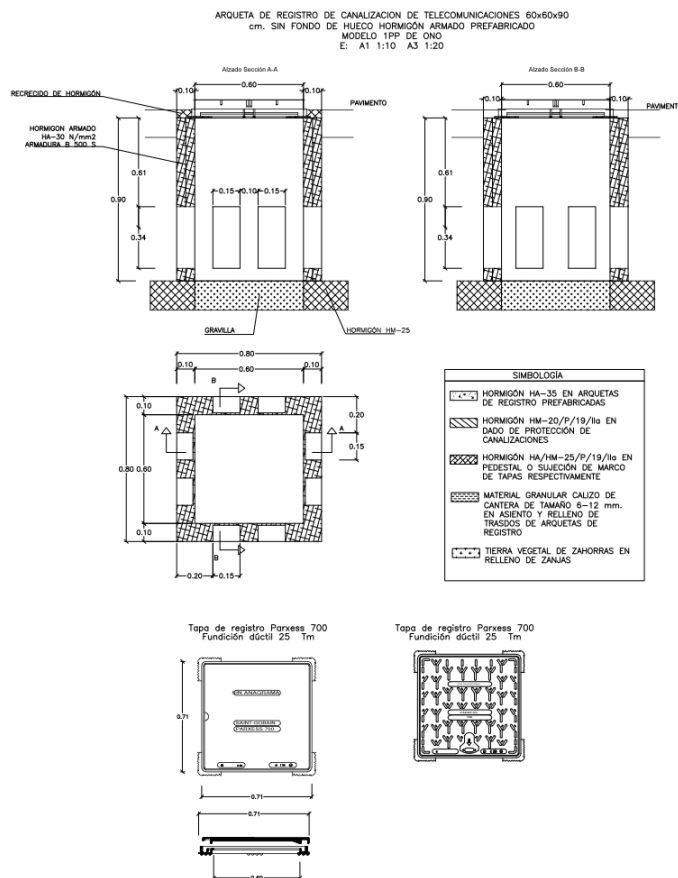 ARQUETA DE REGISTRO DE CANALIZACION DE TELECOMUNICACIONES 60x60x90
cm. SIN FONDO DE HUECO HORMIGÓN ARMADO PREFABRICADO
MODELO 1PP DE ONO
E: A1 1:10 A3 1:20
Alzado Sección A-A
0.10
0.60
0.10
RECRECIDO DE HORMIGÓN
PAVIMENTO
HORMIGON ARMADO
HA-30 N/mm2
ARMADURA B 500 S
0.61
0.90
0.34
0.15
0.10
0.15
GRAVILLA
HORMIGÓN HM-25
Alzado Sección B-B
0.10
0.60
0.10
PAVIMENT
0.61
0.90
0.34
0.80
0.10
0.60
0.10
B
0.10
A
A
0.20
0.15
0.80
0.60
0.10
B
0.20
0.15
SIMBOLOGÍA
HORMIGÓN HA-35 EN ARQUETAS
DE REGISTRO PREFABRICADAS
HORMIGÓN HM-20/P/19/IIa EN
DADO DE PROTECCIÓN DE
CANALIZACIONES
HORMIGÓN HA/HM-25/P/19/IIa EN
PEDESTAL O SUJECIÓN DE MARCO
DE TAPAS RESPECTIVAMENTE
MATERIAL GRANULAR CALIZO DE
CANTERA DE TAMAÑO 6-12 mm.
EN ASIENTO Y RELLENO DE
TRASDOS DE ARQUETAS DE
REGISTRO
TIERRA VEGETAL DE ZAHORRAS EN
RELLENO DE ZANJAS
Tapa de registro Parxess 700
Fundición dúctil 25 Tm
Tapa de registro Parxess 700
Fundición dúctil 25 Tm
ANAGRAMA
SAINT GOBAIN
PARXESS 700
0.71
0.71
0.71
0.60